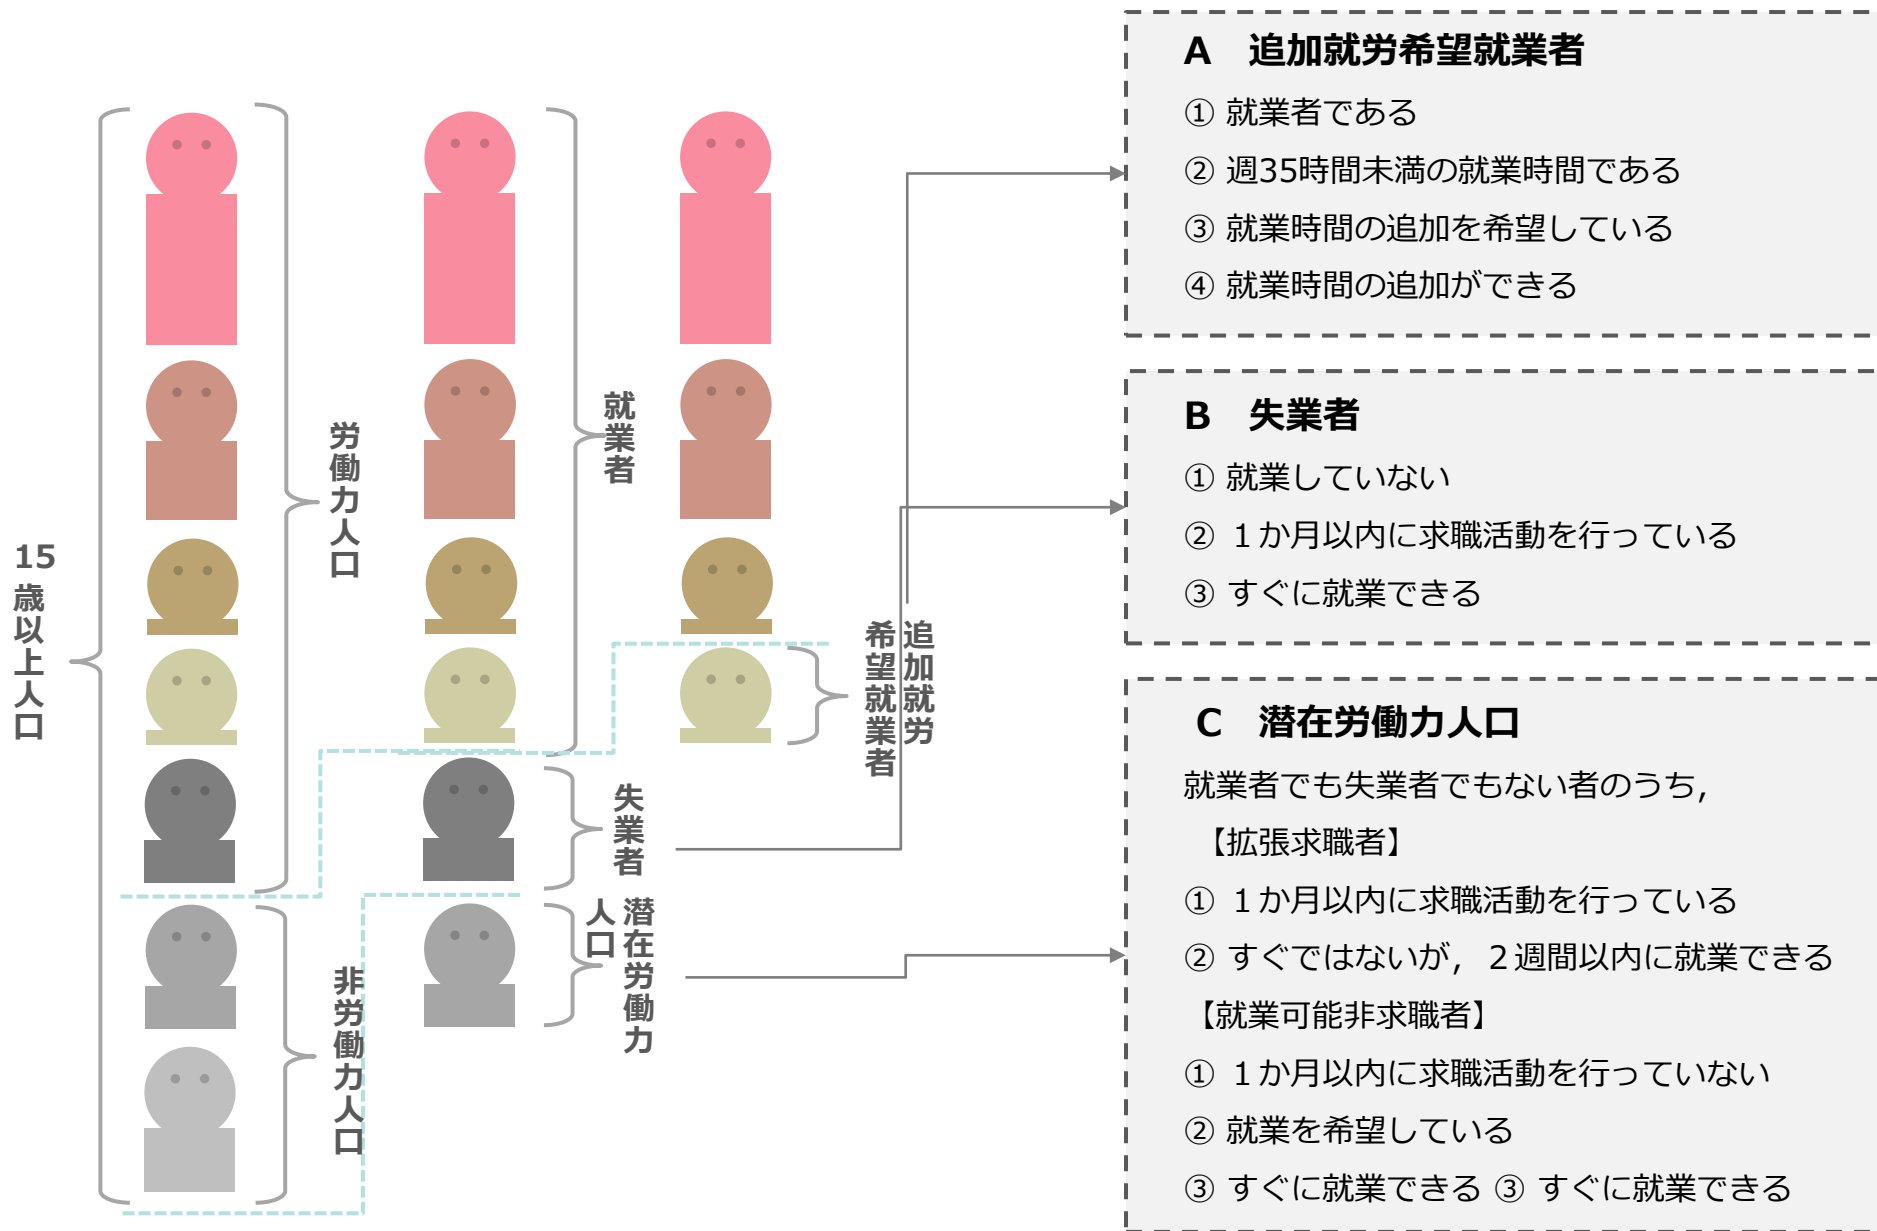 15
歳以上人口
労働力人口
非労働力人口
就業者
失業者
潜在労働力
人口
追加就労
希望就業者
A 追加就労希望就業者
① 就業者である
② 週35時間未満の就業時間である
③ 就業時間の追加を希望している
④ 就業時間の追加ができる
B 失業者
① 就業していない
② １か月以内に求職活動を行っている
③ すぐに就業できる
C 潜在労働力人口
就業者でも失業者でもない者のうち，
【拡張求職者】
① １か月以内に求職活動を行っている
② すぐではないが，２週間以内に就業できる
【就業可能非求職者】
① １か月以内に求職活動を行っていない
② 就業を希望している
③ すぐに就業できる ③ すぐに就業できる